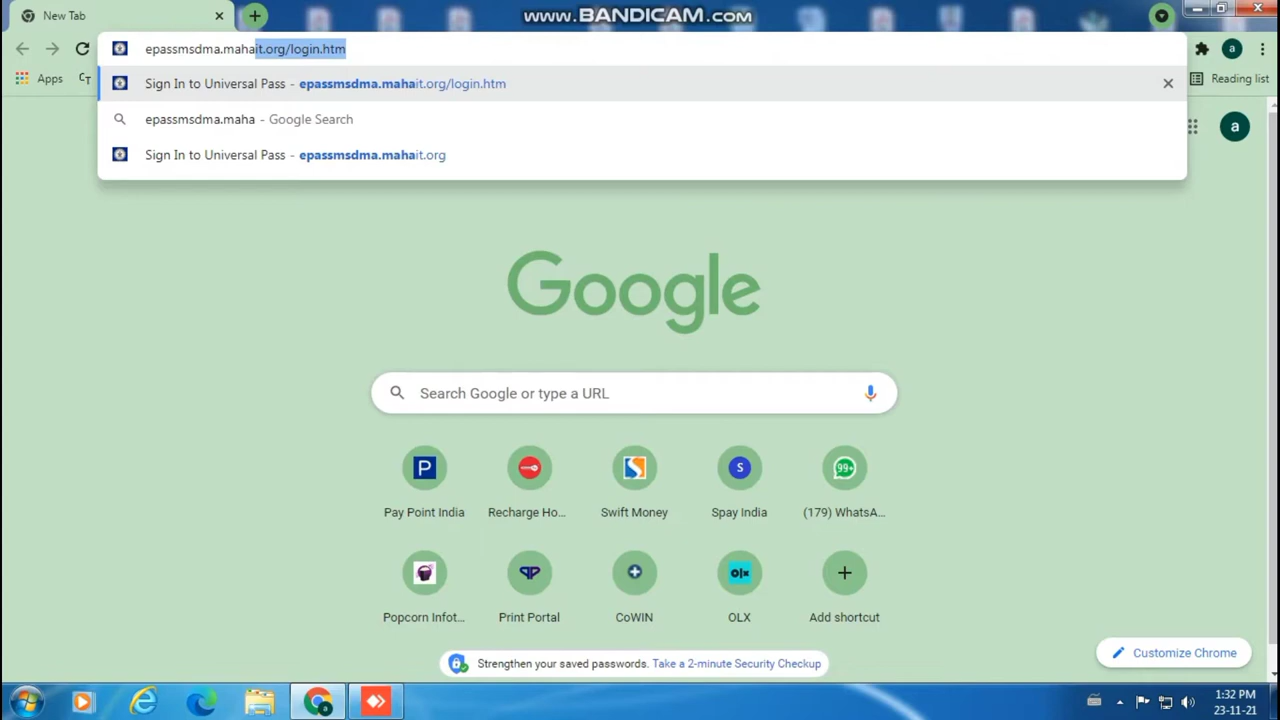 New Tab
www.BANDICAM.com
epassmsdma.mahait.org/login.htm
Sign In to Universal Pass - epassmsdma.mahait.org/login.htm
epassmsdma.maha - Google Search
Sign In to Universal Pass - epassmsdma.mahait.org
a
Apps
Reading list
a
Google
Search Google or type a URL
P
S
99+
Pay Point India
Recharge Ho...
Swift Money
Spay India
(179) WhatsA...
olx
Popcorn Infot...
Print Portal
CoWIN
OLX
Add shortcut
Strengthen your saved passwords. Take a 2-minute Security Checkup
Customize Chrome
1:32 PM
23-11-21